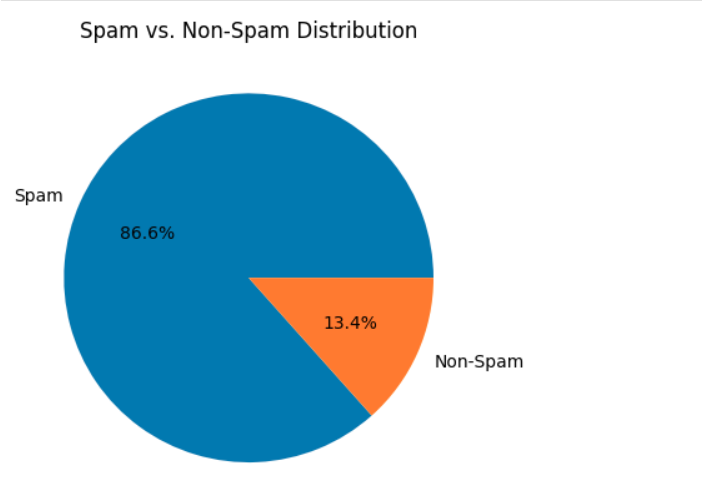 Spam vs. Non-Spam Distribution
Spam
86.6%
13.4%
Non-Spam